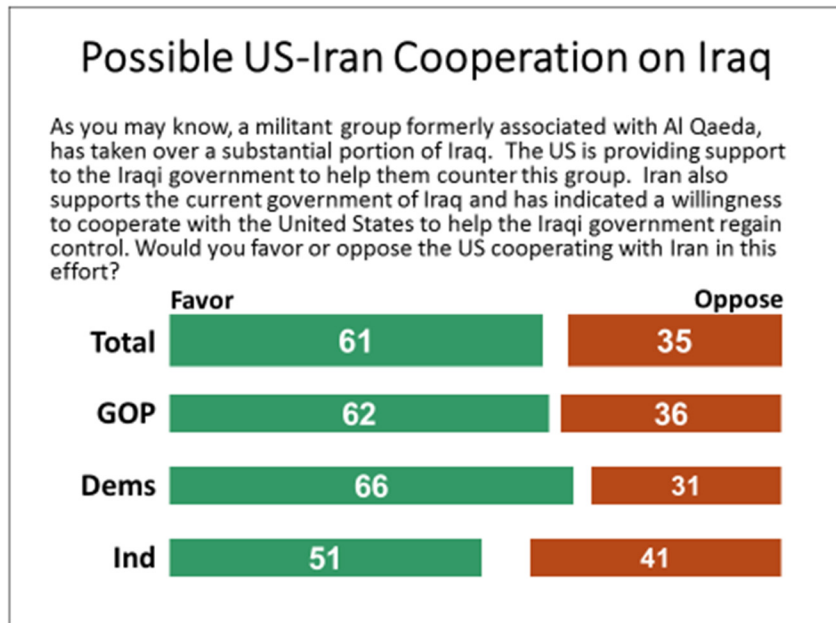 Possible US-Iran Cooperation on Iraq
As you may know, a militant group formerly associated with Al Qaeda,
has taken over a substantial portion of Iraq.  The US is providing support
to the Iraqi government to help them counter this group.  Iran also
supports the current government of Iraq and has indicated a willingness
to cooperate with the United States to help the Iraqi government regain
control. Would you favor or oppose the US cooperating with Iran in this
effort?
Favor Oppose
Total 61 35
GOP 62 36
Dems 66 31
Ind 51 41